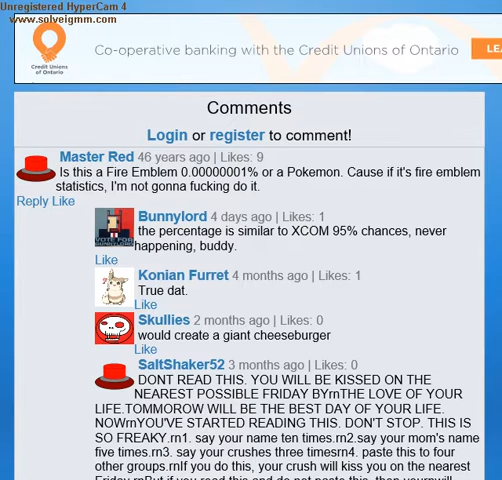 Unregistered HyperCam 4
www.solveigmm.com
Credit Unions
of Ontario
Co-operative banking with the Credit Unions of Ontario
LE
Comments
Login or register to comment!
Master Red 46 years ago | Likes: 9
Is this a Fire Emblem 0.00000001% or a Pokemon. Cause if it's fire emblem
statistics, I'm not gonna fucking do it.
Reply Like
Bunnylord 4 days ago | Likes: 1
the percentage is similar to XCOM 95% chances, never
happening, buddy.
Like
Konian Furret 4 months ago | Likes: 1
True dat.
Like
Skullies 2 months ago | Likes: 0
would create a giant cheeseburger
Like
SaltShaker52 3 months ago | Likes: 0
DONT READ THIS. YOU WILL BE KISSED ON THE
NEAREST POSSIBLE FRIDAY BYrnTHE LOVE OF YOUR
LIFE.TOMMOROW WILL BE THE BEST DAY OF YOUR LIFE.
NOWrnYOU'VE STARTED READING THIS. DON'T STOP. THIS IS
SO FREAKY.rn1. say your name ten times.rn2.say your mom's name
five times.rn3. say your crushes three timesrn4. paste this to four
other groups.rnIf you do this, your crush will kiss you on the nearest
Friday.rnBut if you read this and do not paste this, then you